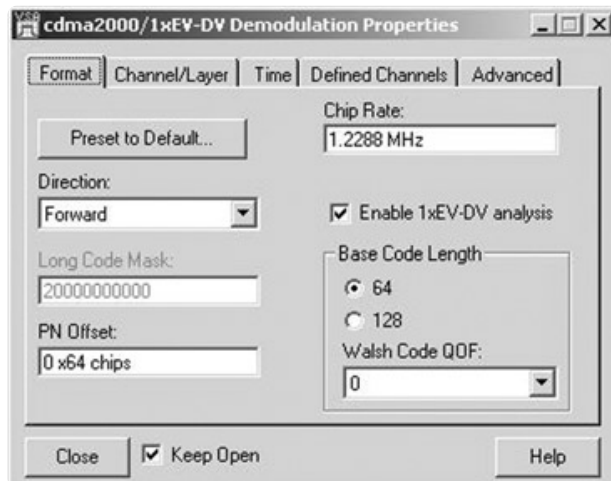 VSA
cdma2000/1xEV-DV Demodulation Properties
Format
Channel/Layer
Time
Defined Channels
Advanced
Preset to Default...
Chip Rate:
1.2288 MHz
Direction:
Forward
Enable 1xEV-DV analysis
Long Code Mask:
20000000000
Base Code Length
64
128
PN Offset:
0 x64 chips
Walsh Code QOF:
0
Close
Keep Open
Help